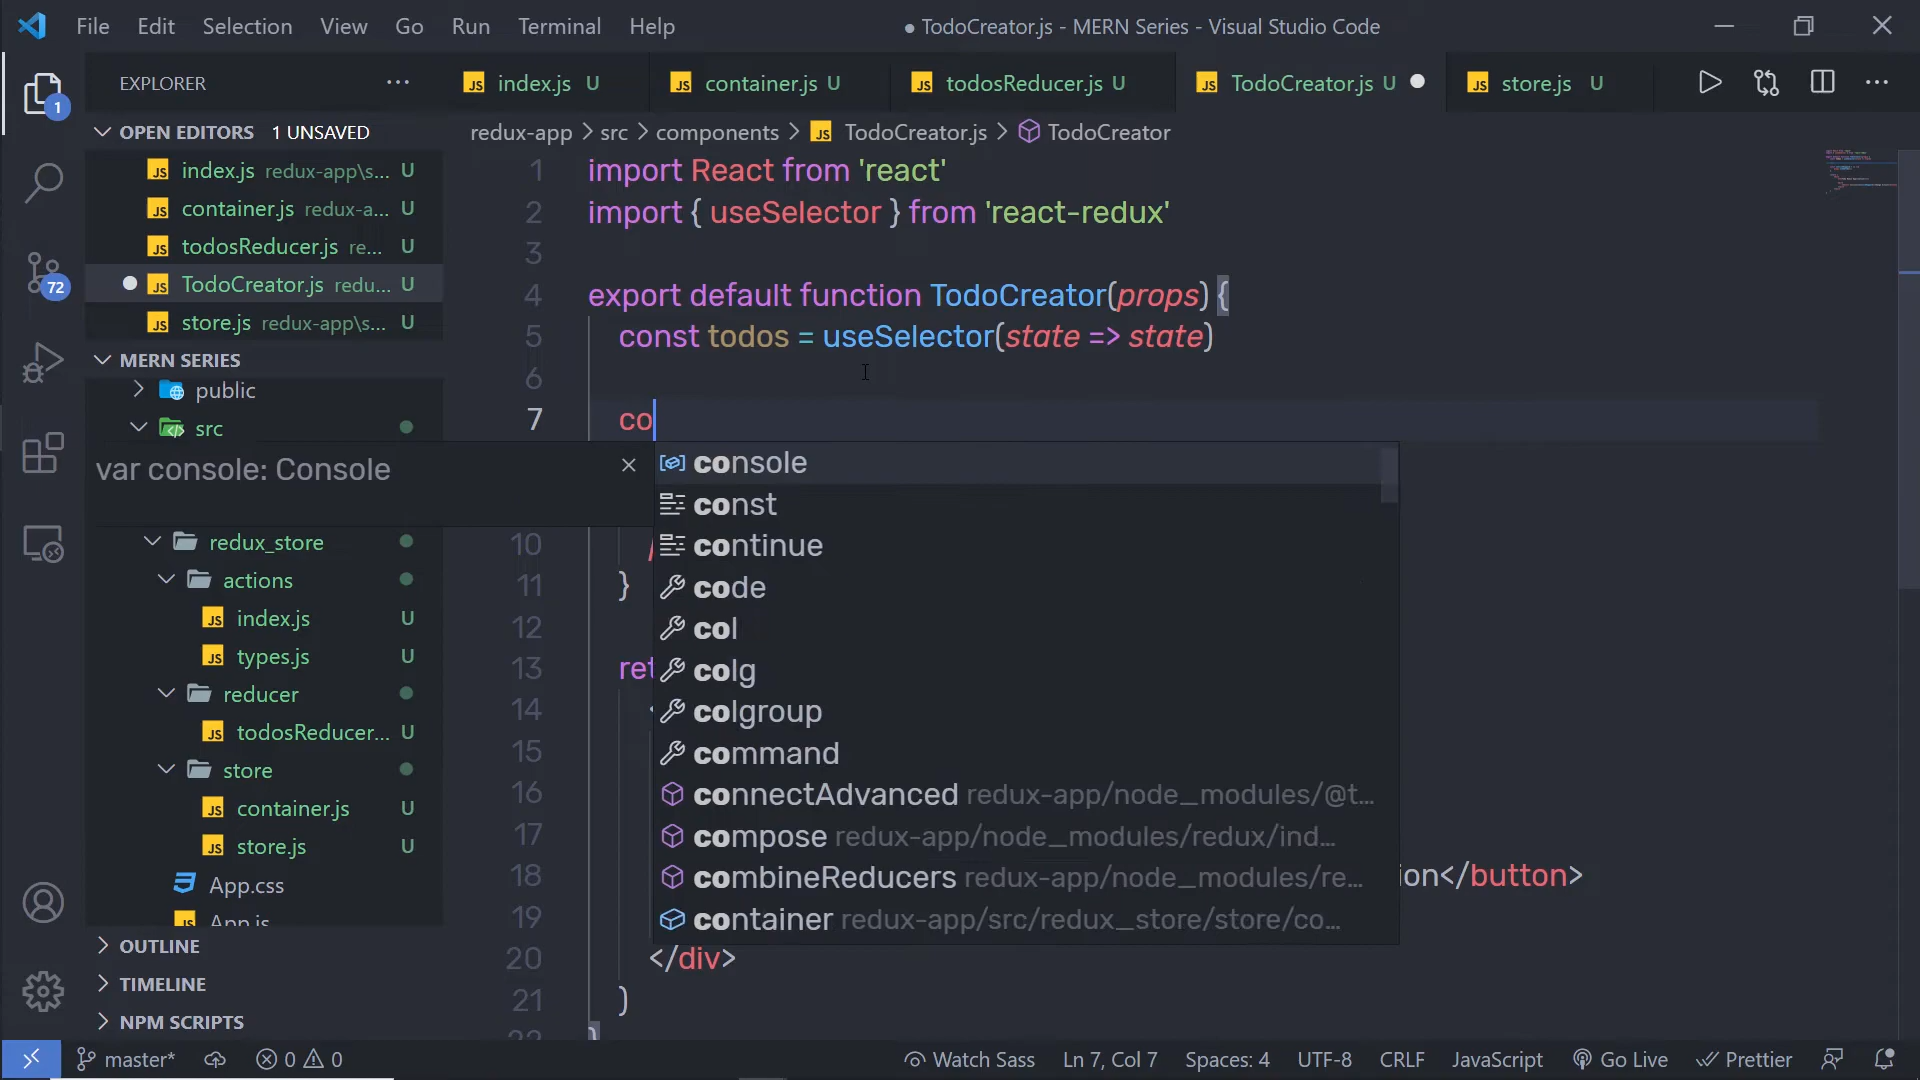 File Edit Selection View Go Run Terminal Help
● TodoCreator.js - MERN Series - Visual Studio Code
EXPLORER
index.js U
container.js U
todosReducer.js U
TodoCreator.js U
store.js U
OPEN EDITORS 1 UNSAVED
redux-app > src > components > TodoCreator.js > TodoCreator
index.js redux-app\s... U
container.js redux-a... U
todosReducer.js re... U
TodoCreator.js redu... U
store.js redux-app\s... U
MERN SERIES
public
src
var console: Console
redux_store
actions
index.js U
types.js U
reducer
todosReducer... U
store
container.js U
store.js U
App.css
App.js
OUTLINE
TIMELINE
NPM SCRIPTS
1
72
1 import React from 'react'
2 import { useSelector } from 'react-redux'
3
4 export default function TodoCreator(props) {
5 const todos = useSelector(state => state)
6
7 co
console
const
continue
code
col
colg
colgroup
command
connectAdvanced redux-app/node_modules/@t...
compose redux-app/node_modules/redux/ind...
combineReducers redux-app/node_modules/re...
container redux-app/src/redux_store/store/co...
10 /
11 }
12
13 ret
14 <
15
16
17
18 ion</button>
19
20 </div>
21 )
22 }
master* 0 0 Watch Sass Ln 7, Col 7 Spaces: 4 UTF-8 CRLF JavaScript Go Live Prettier